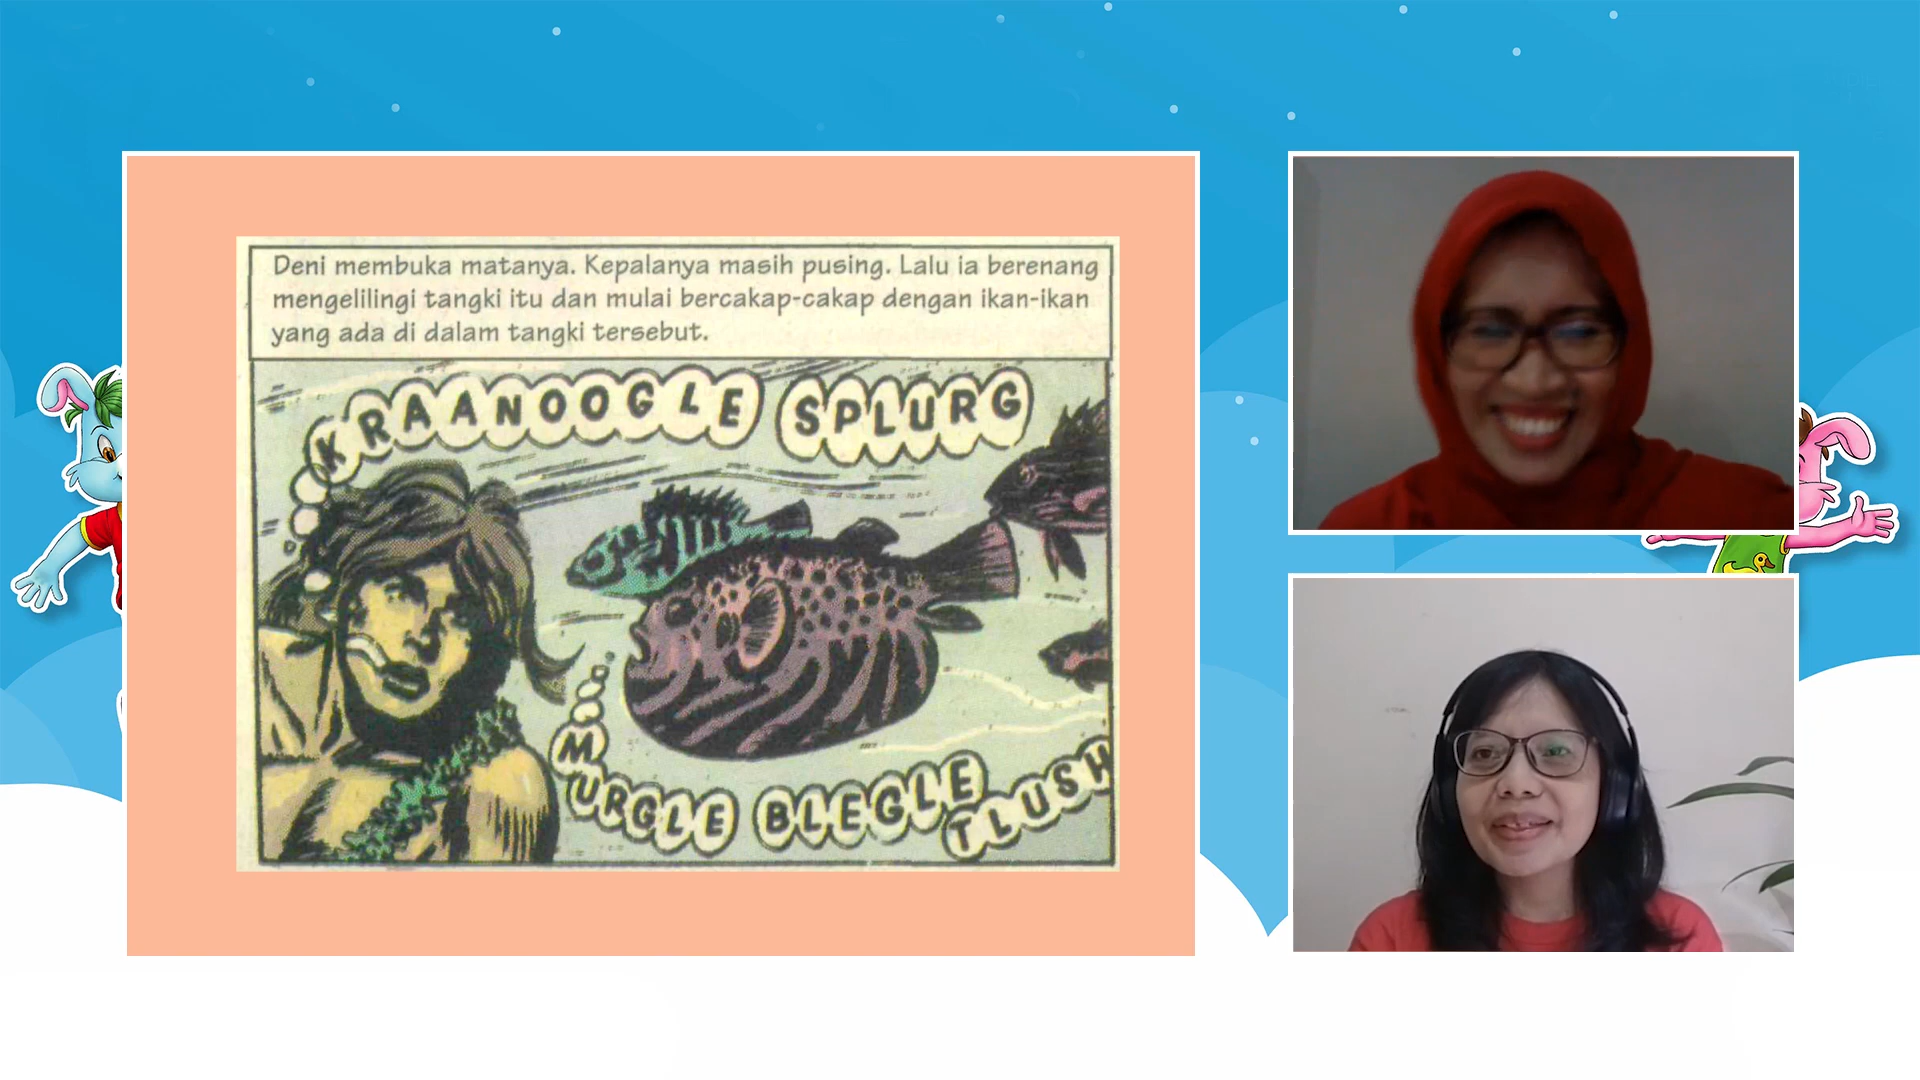 Deni membuka matanya. Kepalanya masih pusing. Lalu ia berenang
mengelilingi tangki itu dan mulai bercakap-cakap dengan ikan-ikan
yang ada di dalam tangki tersebut.
KRAANOOGLE SPLURG
MURGLE BLEGLE TLUSH